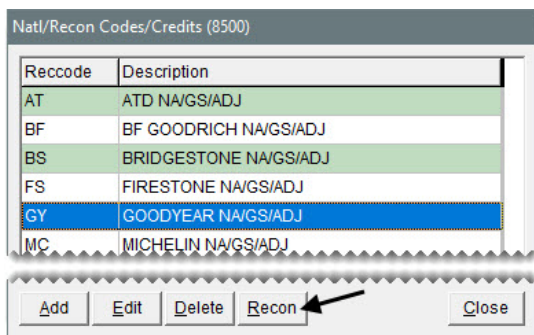 Natl/Recon Codes/Credits (8500)
Reccode Description
AT ATD NA/GS/ADJ
BF BF GOODRICH NA/GS/ADJ
BS BRIDGESTONE NA/GS/ADJ
FS FIRESTONE NA/GS/ADJ
GY GOODYEAR NA/GS/ADJ
MC MICHELIN NA/GS/ADJ
Add Edit Delete Recon Close